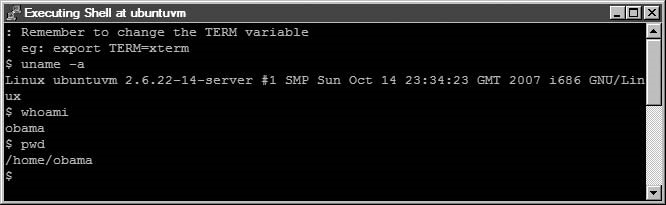 Executing Shell at ubuntuvm
: Remember to change the TERM variable
: eg: export TERM=xterm
$ uname -a
Linux ubuntuvm 2.6.22-14-server #1 SMP Sun Oct 14 23:34:23 GMT 2007 i686 GNU/Lin
ux
$ whoami
obama
$ pwd
/home/obama
$